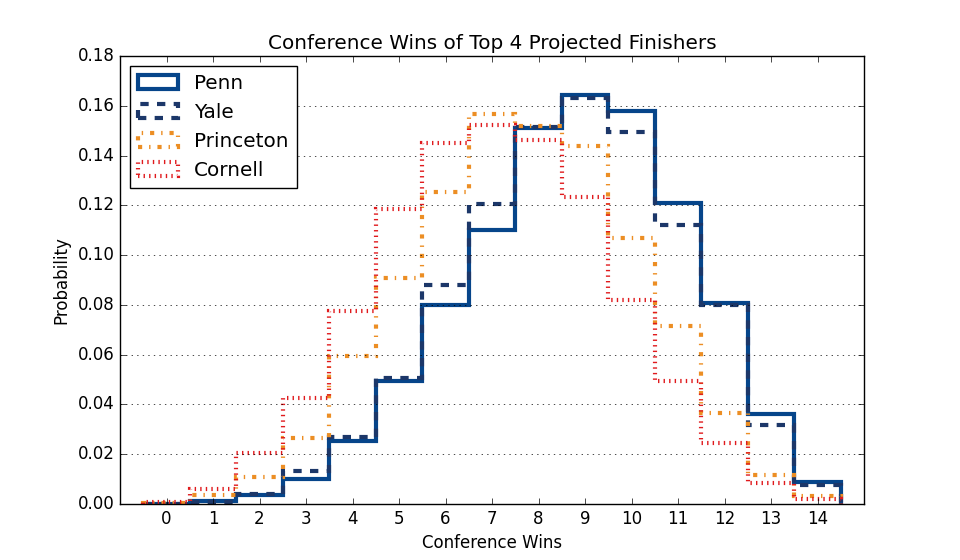 Conference Wins of Top 4 Projected Finishers
0.18
0.16
0.14
0.12
0.10
0.08
0.06
0.04
0.02
0.00
Probability
Penn
Yale
Princeton
Cornell
0 1 2 3 4 5 6 7 8 9 10 11 12 13 14
Conference Wins